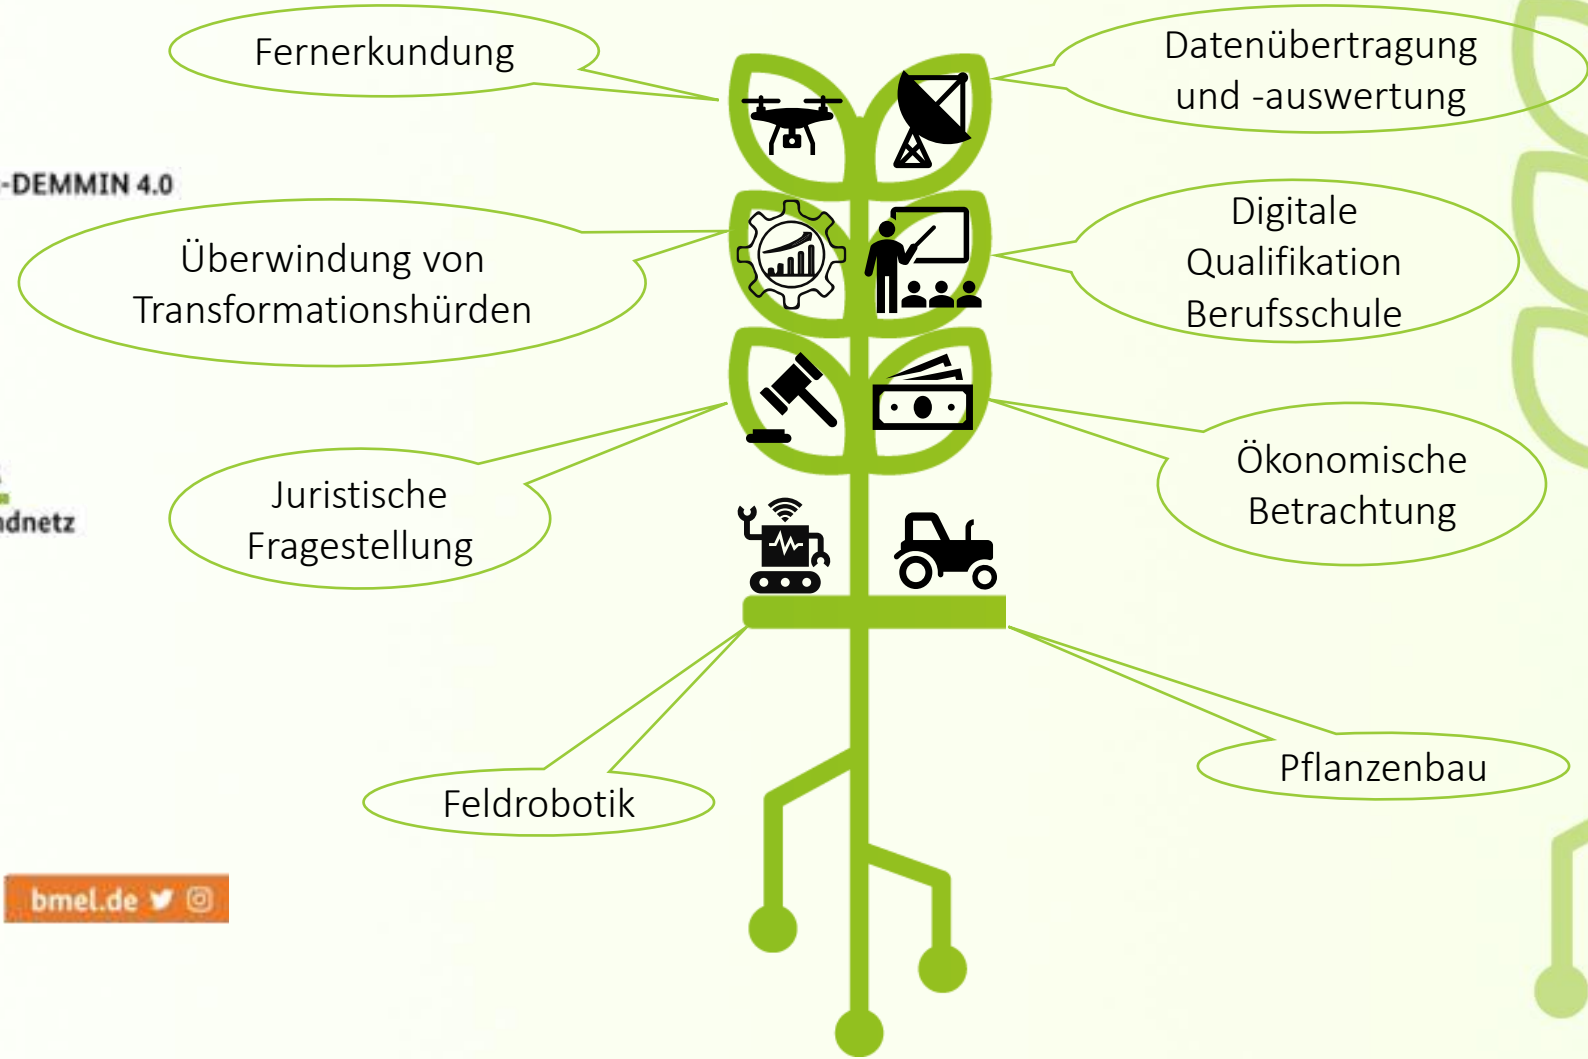 Fernerkundung
Datenübertragung
und -auswertung
-DEMMIN 4.0
Überwindung von
Transformationshürden
Digitale
Qualifikation
Berufsschule
Juristische
Fragestellung
Ökonomische
Betrachtung
dnetz
Feldrobotik
Pflanzenbau
bmel.de